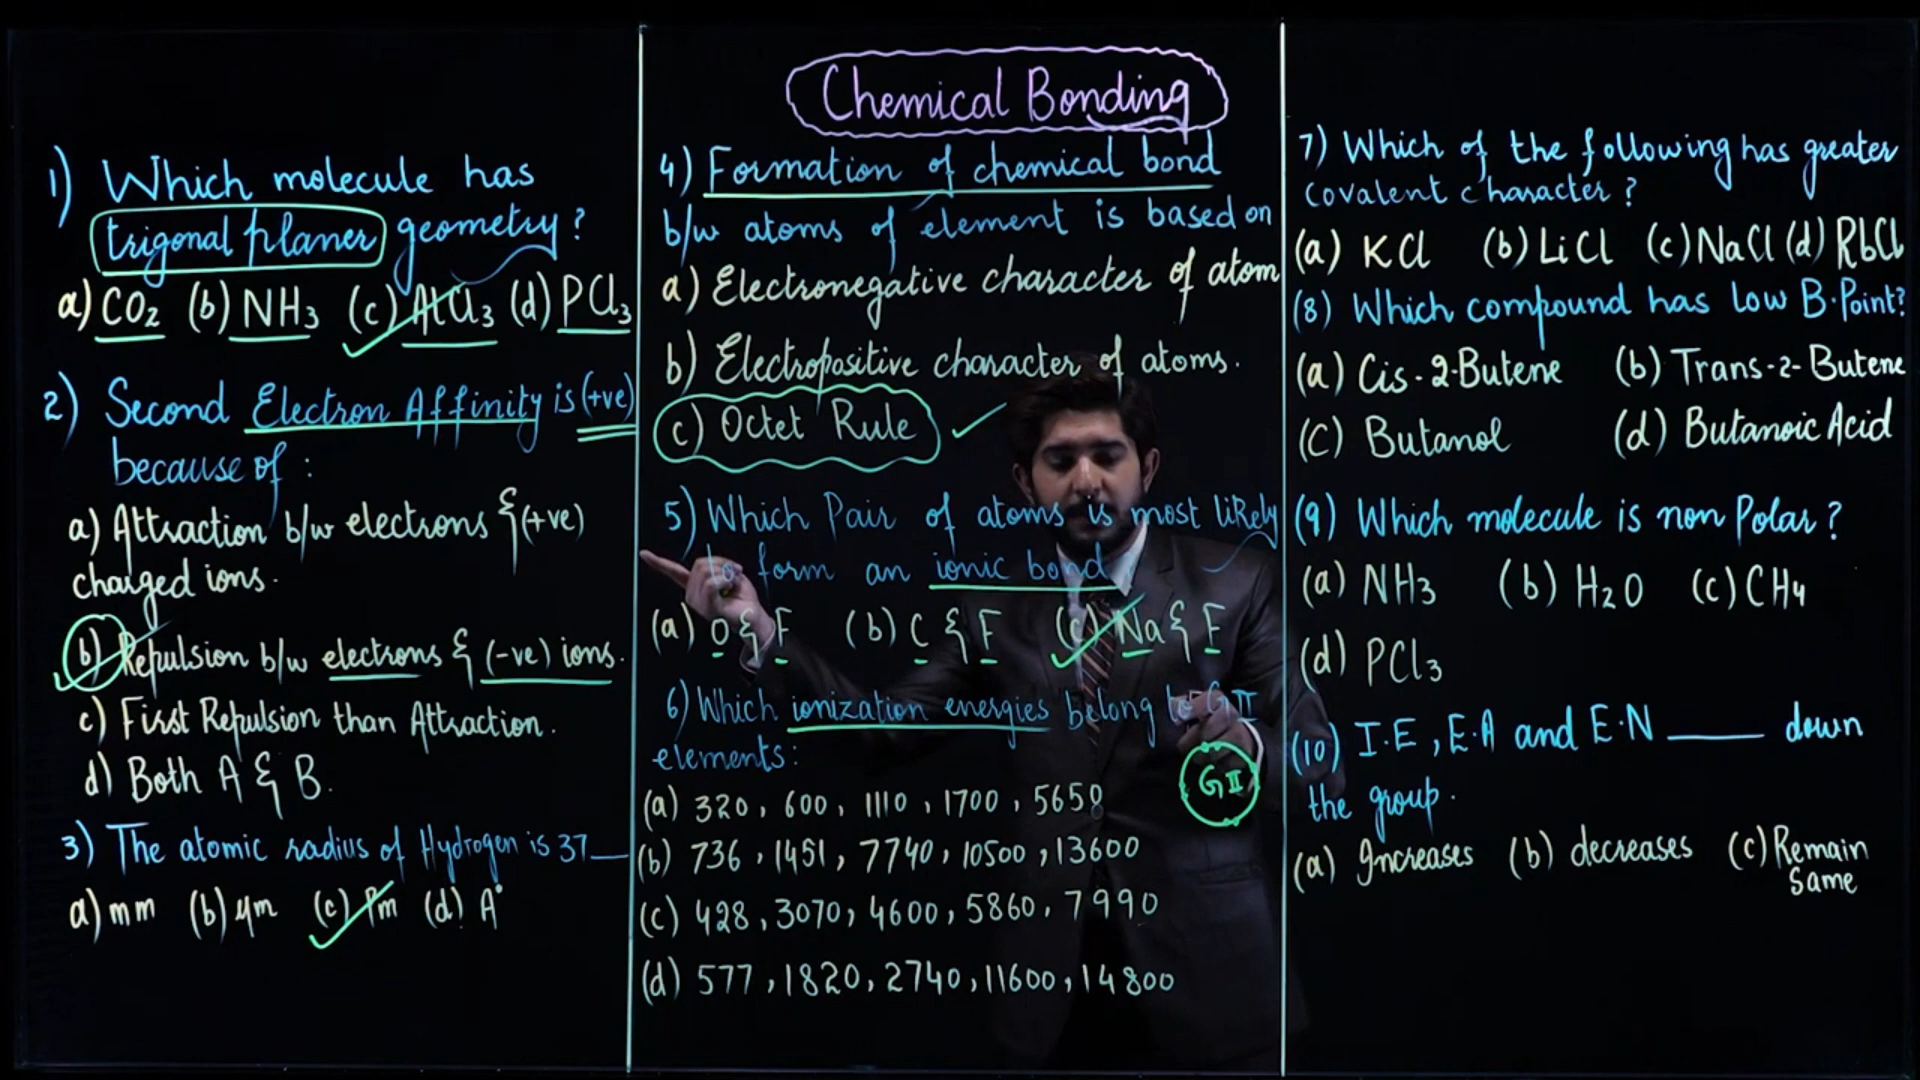 Chemical Bonding
1) Which molecule has
trigonal planer geometry?
a) CO2 (b) NH3 (c) AlCl3 (d) PCl3
2) Second Electron Affinity is (+ve)
because of :
a) Attraction b/w electrons & (+ve)
charged ions.
b) Repulsion b/w electrons & (-ve) ions.
c) First Repulsion than Attraction.
d) Both A & B.
3) The atomic radius of Hydrogen is 37__
a) mm (b) μm (c) Pm (d) A°
4) Formation of chemical bond
b/w atoms of element is based on
a) Electronegative character of atom
b) Electropositive character of atoms.
c) Octet Rule
5) Which Pair of atoms is most likely
to form an ionic bond
(a) O & F (b) C & F (c) Na & F
6) Which ionization energies belong to GII
elements:
GII
(a) 320, 600, 1110, 1700, 5650
(b) 736, 1451, 7740, 10500, 13600
(c) 428, 3070, 4600, 5860, 7990
(d) 577, 1820, 2740, 11600, 14800
7) Which of the following has greater
covalent character?
(a) KCl (b) LiCl (c) NaCl (d) RbCl
(8) Which compound has low B.Point?
(a) Cis-2-Butene (b) Trans-2-Butene
(C) Butanol (d) Butanoic Acid
(9) Which molecule is non Polar?
(a) NH3 (b) H2O (c) CH4
(d) PCl3
(10) I.E, E.A and E.N ____ down
the group.
(a) Increases (b) decreases (c) Remain
Same